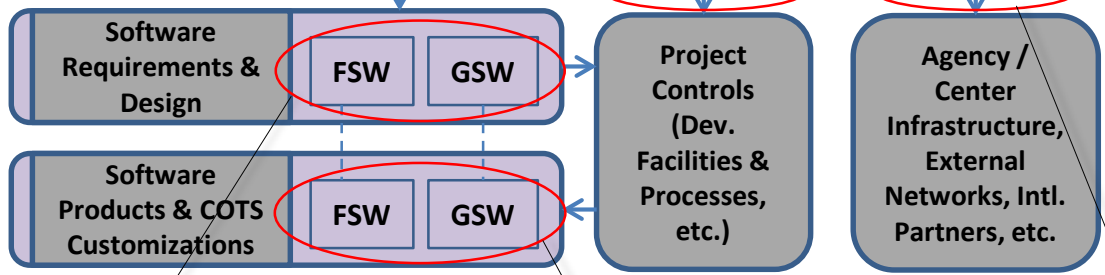 Software
Requirements &
Design
FSW
GSW
Project
Controls
(Dev.
Facilities &
Processes,
etc.)
Agency /
Center
Infrastructure,
External
Networks, Intl.
Partners, etc.
Software
Products & COTS
Customizations
FSW
GSW